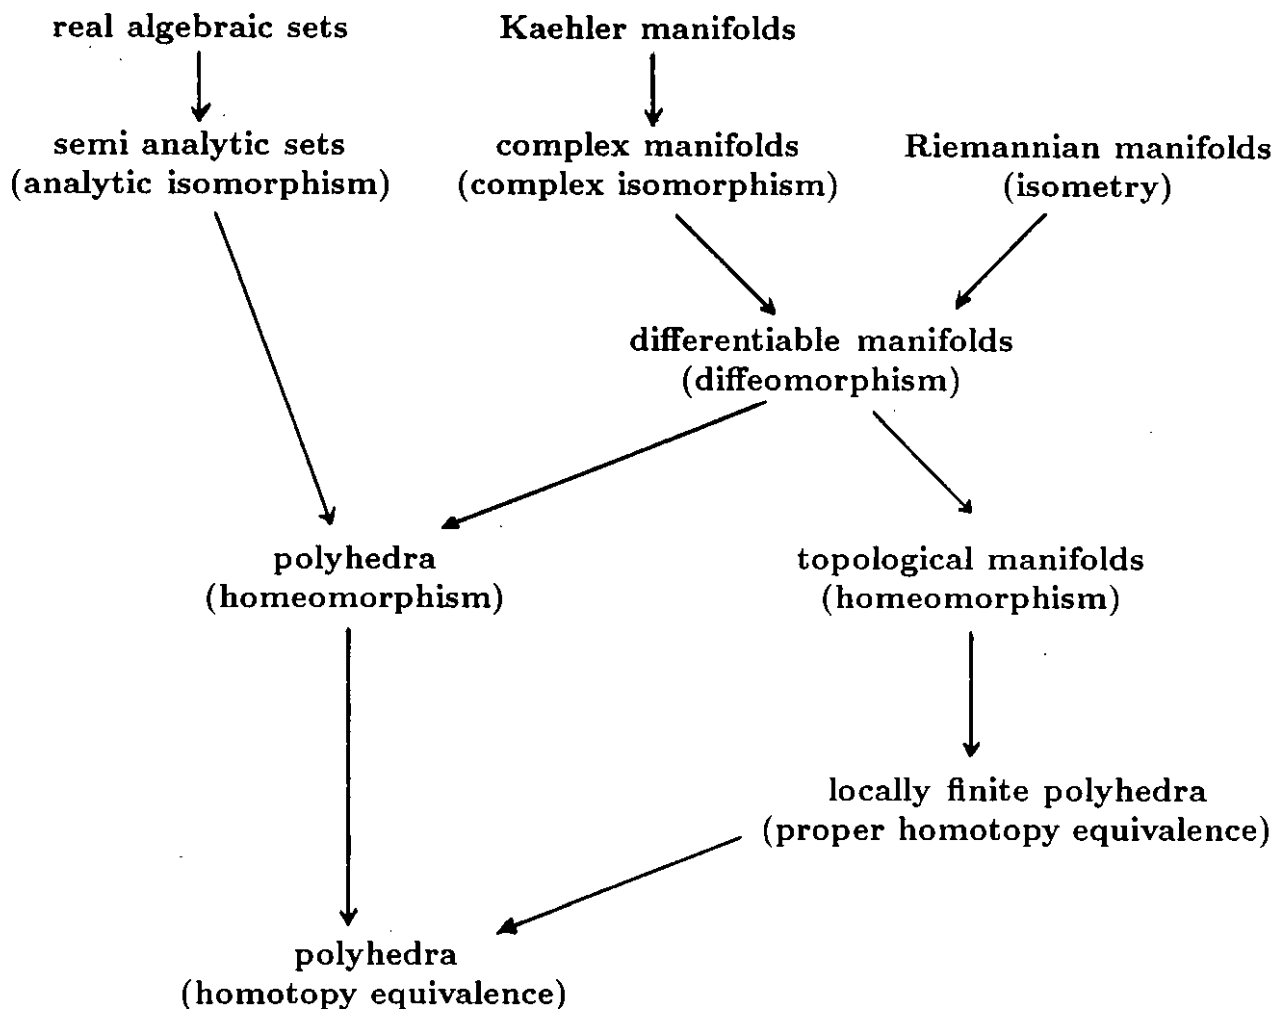 real algebraic sets
Kaehler manifolds
semi analytic sets
(analytic isomorphism)
complex manifolds
(complex isomorphism)
Riemannian manifolds
(isometry)
differentiable manifolds
(diffeomorphism)
polyhedra
(homeomorphism)
topological manifolds
(homeomorphism)
locally finite polyhedra
(proper homotopy equivalence)
polyhedra
(homotopy equivalence)